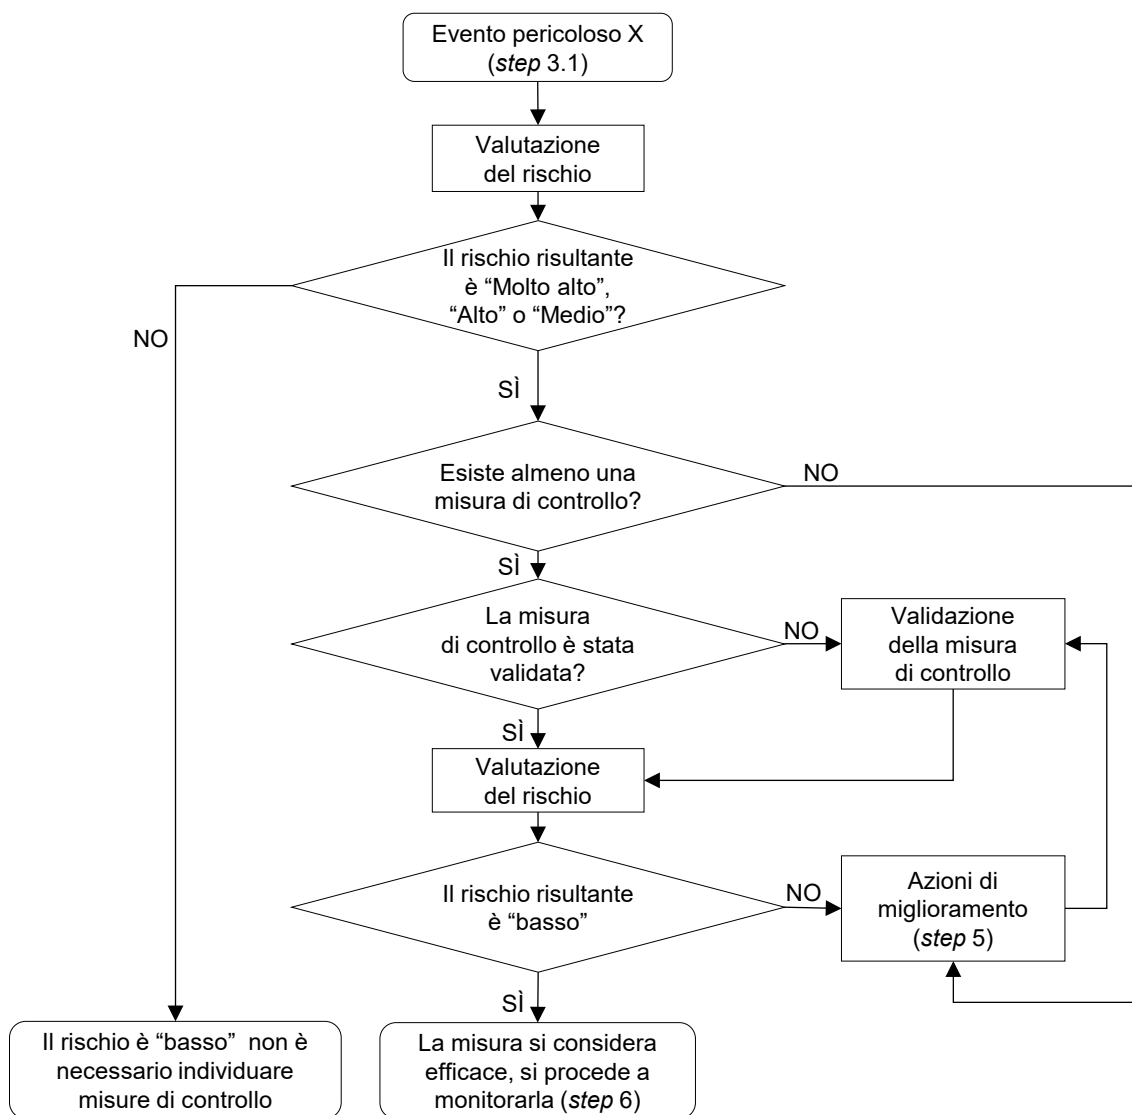 Evento pericoloso X
(step 3.1)
Valutazione
del rischio
Il rischio risultante
è “Molto alto”,
“Alto” o “Medio”?
NO
SÌ
Esiste almeno una
misura di controllo?
NO
SÌ
La misura
di controllo è stata
validata?
NO
Validazione
della misura
di controllo
SÌ
Valutazione
del rischio
Il rischio risultante
è “basso”
NO
Azioni di
miglioramento
(step 5)
SÌ
Il rischio è “basso” non è
necessario individuare
misure di controllo
La misura si considera
efficace, si procede a
monitorarla (step 6)